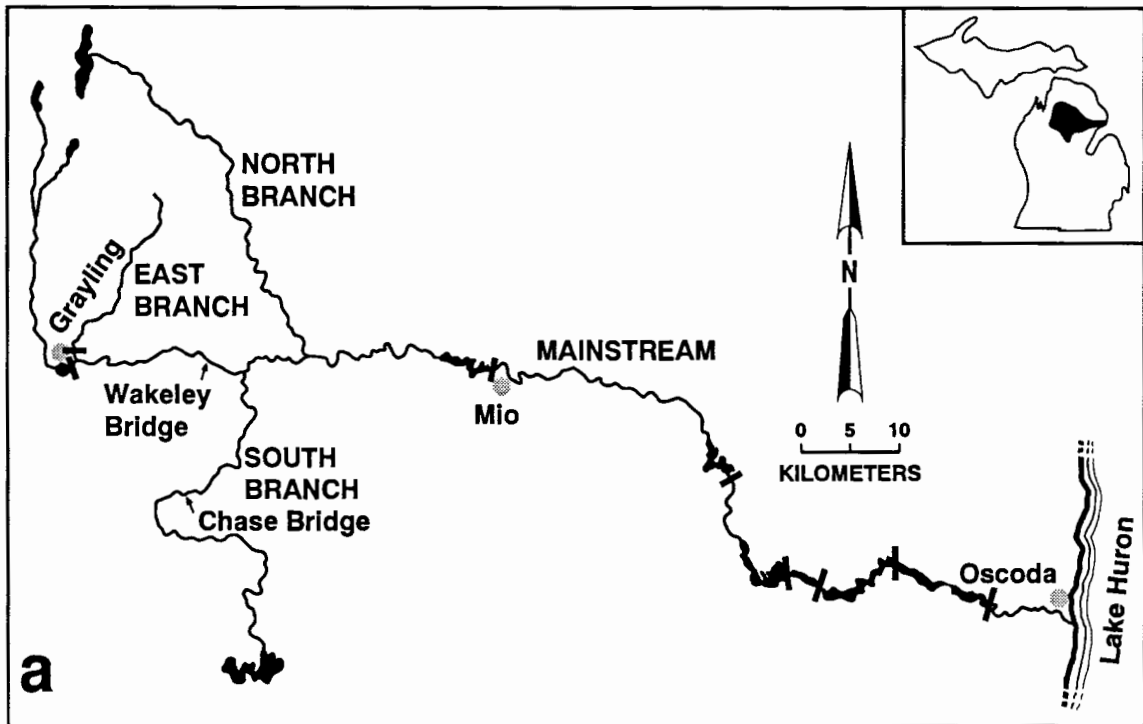 NORTH
BRANCH
Grayling
EAST
BRANCH
Wakeley
Bridge
SOUTH
BRANCH
Chase Bridge
MAINSTREAM
Mio
N
0 5 10
KILOMETERS
Oscoda
Lake Huron
a